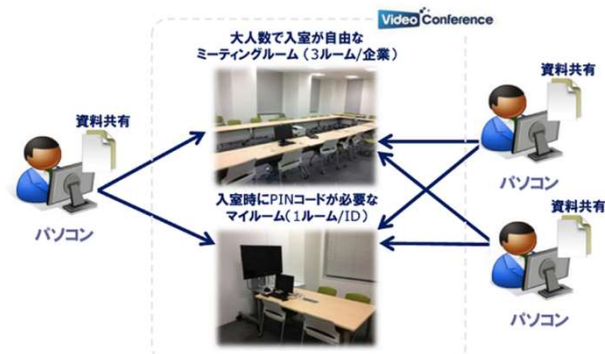 Video Conference
大人数で入室が自由な
ミーティングルーム（3ルーム/企業）
資料共有
パソコン
資料共有
パソコン
入室時にPINコードが必要な
マイルーム（1ルーム/ID）
資料共有
パソコン